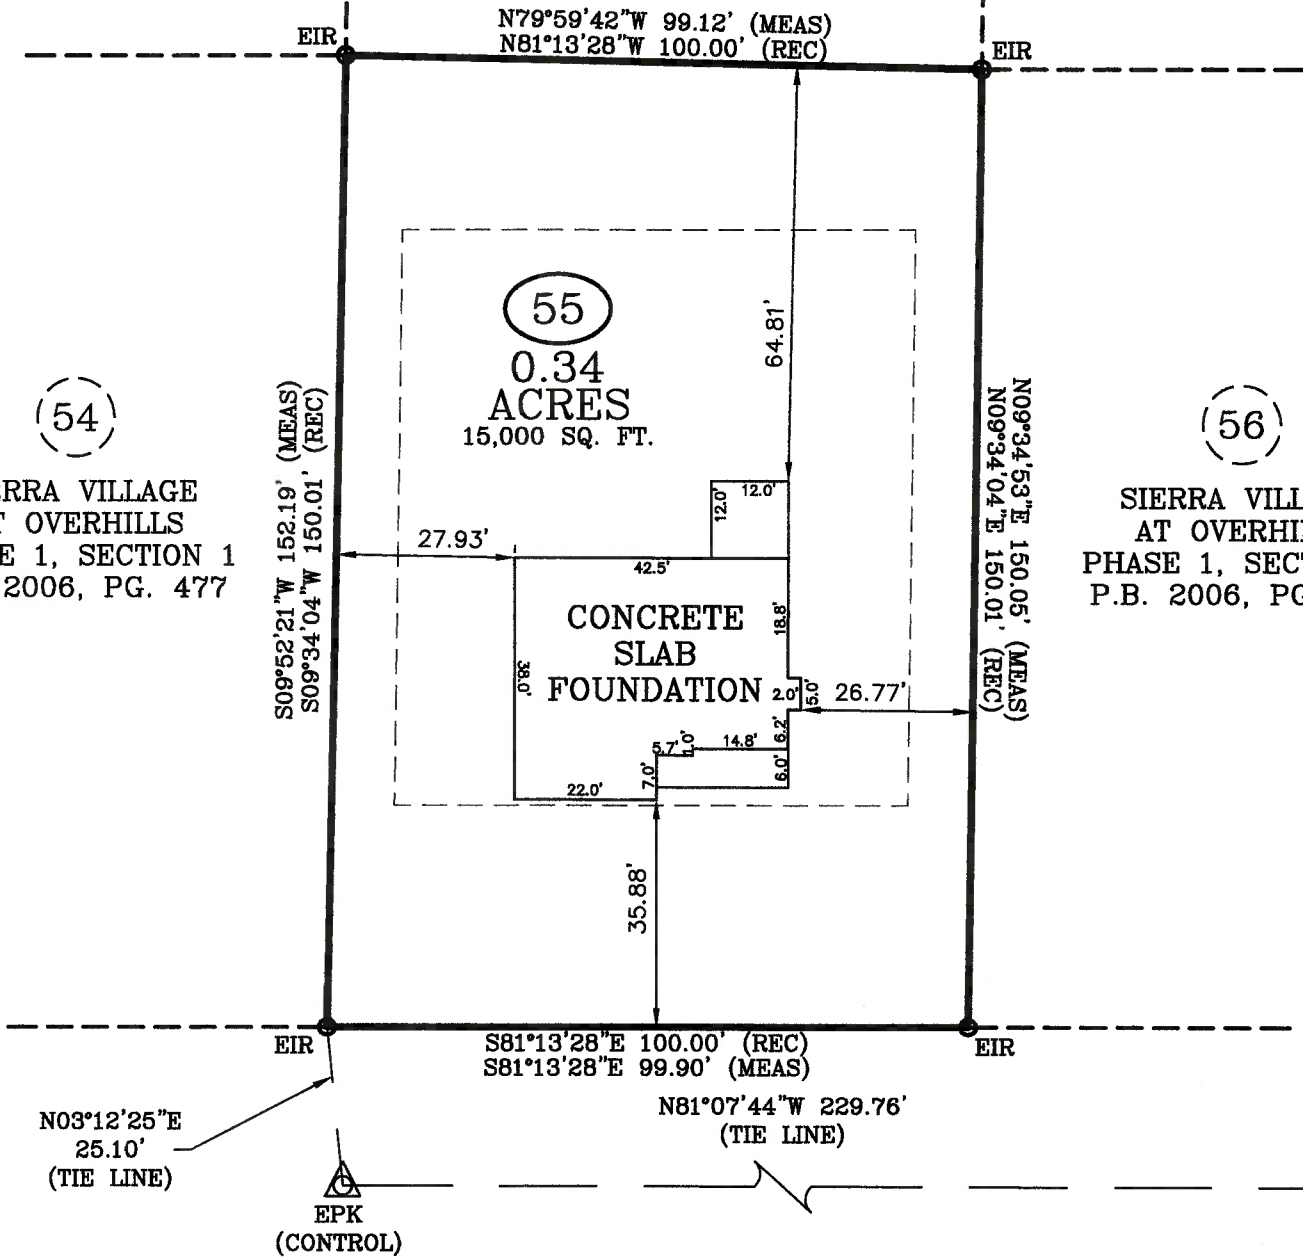 N79°59'42"W 99.12' (MEAS)
N81°13'28"W 100.00' (REC)
EIR
EIR
55
0.34
ACRES
15,000 SQ. FT.
64.81'
54
RRA VILLAGE
OVERHILLS
E 1, SECTION 1
2006, PG. 477
S09°52'21"W 152.19' (MEAS)
S09°34'04"W 150.01' (REC)
N09°34'53"E 150.05' (MEAS)
N09°34'04"E 150.01' (REC)
56
SIERRA VILL
AT OVERHI
PHASE 1, SEC
P.B. 2006, PG
27.93'
12.0'
12.0'
42.5'
CONCRETE
SLAB
FOUNDATION
18.8'
38.0'
2.0'
5.0'
26.77'
6.2'
5.7'
1.0'
14.8'
6.0'
7.0'
22.0'
35.88'
EIR
S81°13'28"E 100.00' (REC)
S81°13'28"E 99.90' (MEAS)
EIR
N03°12'25"E
25.10'
(TIE LINE)
N81°07'44"W 229.76'
(TIE LINE)
EPK
(CONTROL)